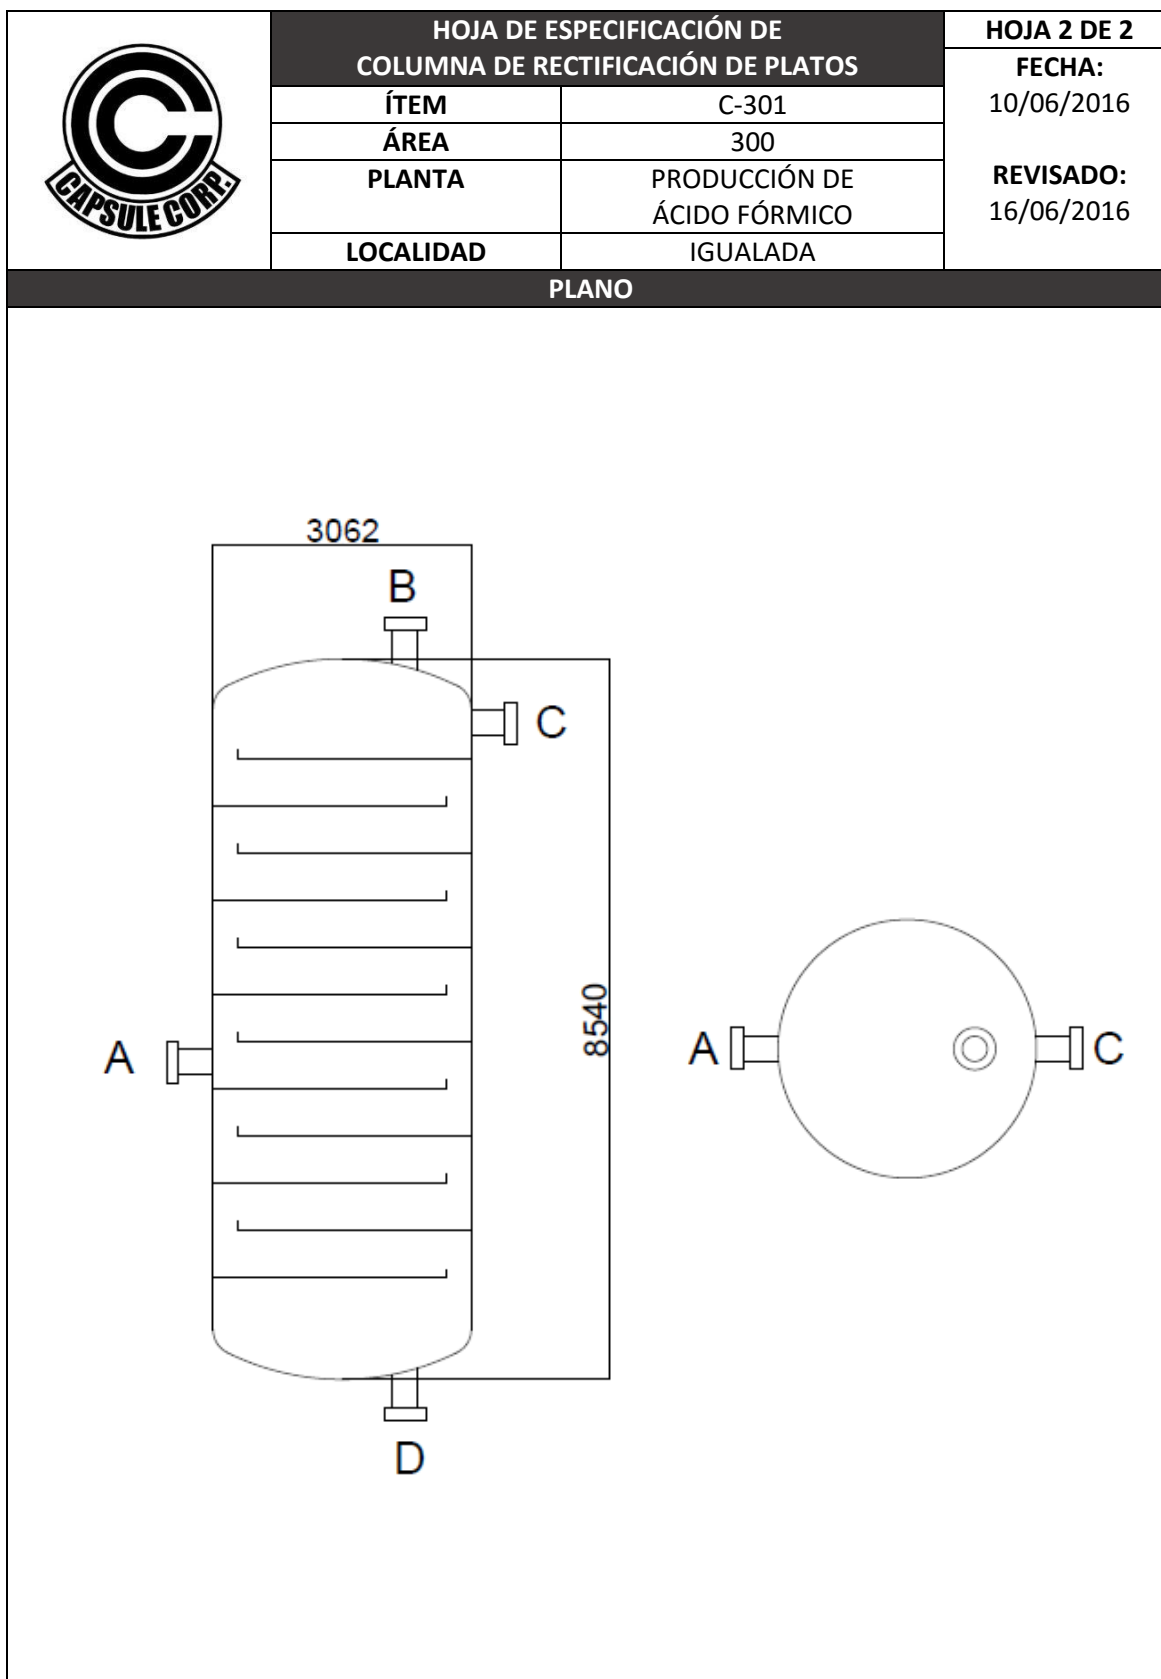 CAPSULE CORP.
HOJA DE ESPECIFICACIÓN DE
COLUMNA DE RECTIFICACIÓN DE PLATOS
HOJA 2 DE 2
FECHA:
10/06/2016
ÍTEM C-301
ÁREA 300
PLANTA PRODUCCIÓN DE
ÁCIDO FÓRMICO
REVISADO:
16/06/2016
LOCALIDAD IGUALADA
PLANO
3062
B
C
8540
A
A C
D